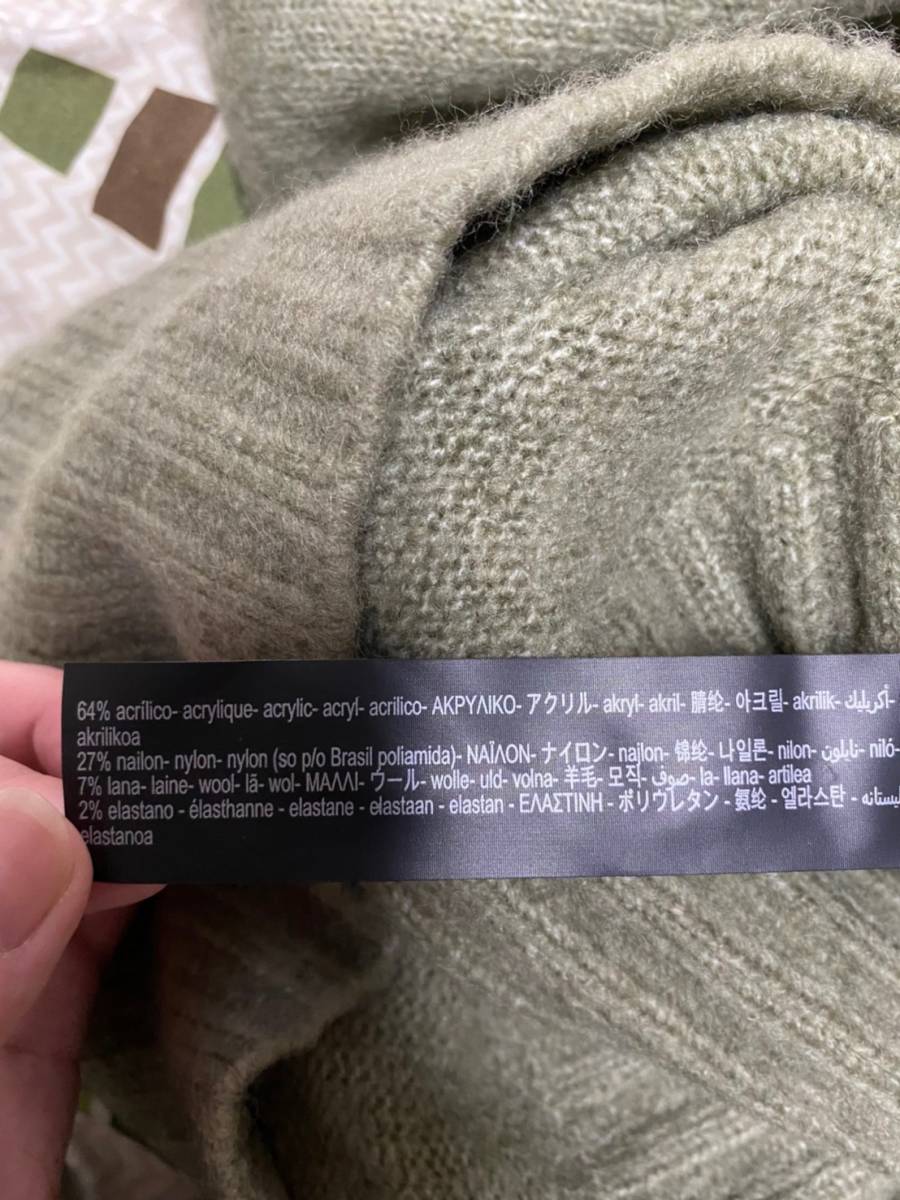 64% acrílico- acrylique- acrylic- acryl- acrilico- ΑΚΡΥΛΙΚΟ- アクリル- akryl- akril- 腈纶- 아크릴- akrilik- أكريليك-
akrilikoa
27% nailon- nylon- nylon (so p/o Brasil poliamida)- ΝΑΪΛΟΝ- ナイロン- najlon- 锦纶- 나일론- nilon- نايلون- niló-
7% lana- laine- wool- lã- wol- ΜΑΛΛΙ- ウール- wolle- uld- volna- 羊毛- 모직- صوف- la- llana- artilea
2% elastano - élasthanne - elastane - elastaan - elastan - ΕΛΑΣΤΙΝΗ - ポリウレタン - 氨纶 - 엘라스탄 -
elastanoa